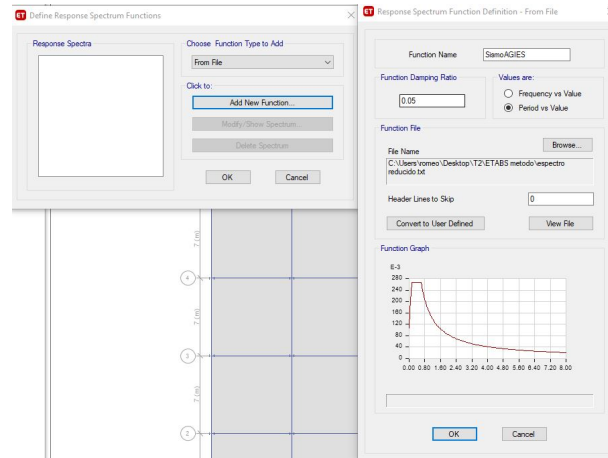 ET Define Response Spectrum Functions
Response Spectra
Choose Function Type to Add
From File
Click to:
Add New Function...
Modify/Show Spectrum...
Delete Spectrum
OK
Cancel
7 (m)
4
7 (m)
3
7 (m)
2
ET Response Spectrum Function Definition - From File
Function Name
SismoAGIES
Function Damping Ratio
0.05
Values are:
Frequency vs Value
Period vs Value
Function File
Browse...
File Name
C:\Users\romeo\Desktop\T2\ETABS metodo\espectro
reducido.txt
Header Lines to Skip
0
Convert to User Defined
View File
Function Graph
E-3
280
240
200
160
120
80
40
0
0.00 0.80 1.60 2.40 3.20 4.00 4.80 5.60 6.40 7.20 8.00
OK
Cancel